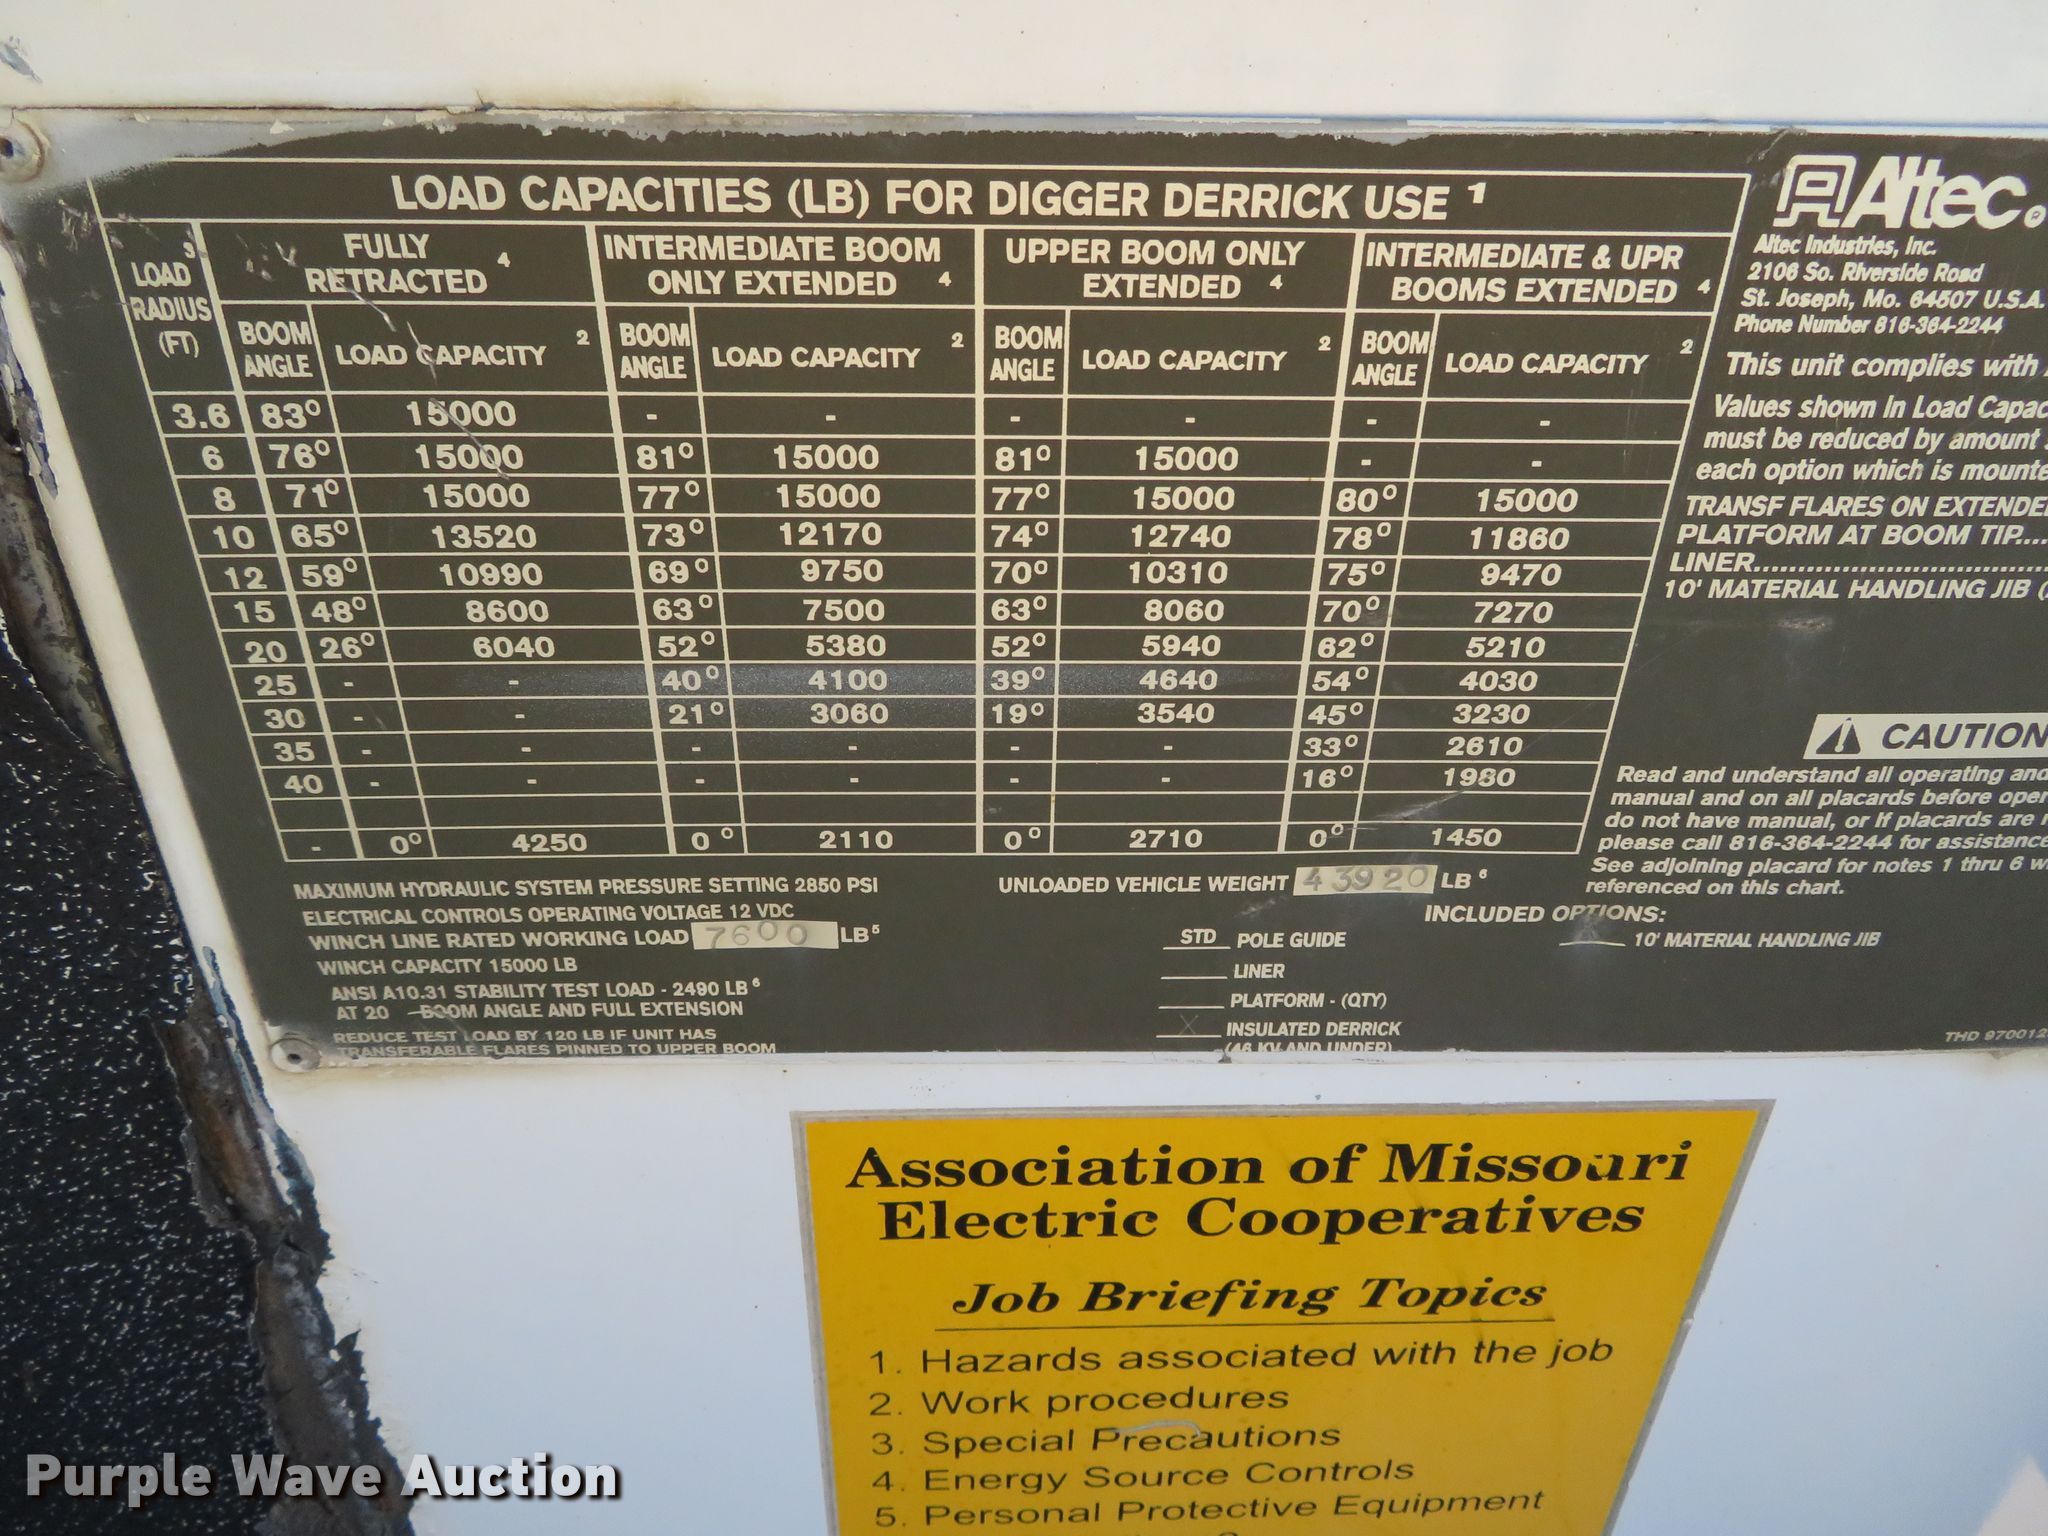 LOAD CAPACITIES (LB) FOR DIGGER DERRICK USE 1
LOAD 3 RADIUS (FT)
FULLY RETRACTED 4
INTERMEDIATE BOOM ONLY EXTENDED 4
UPPER BOOM ONLY EXTENDED 4
INTERMEDIATE & UPR BOOMS EXTENDED 4
BOOM ANGLE LOAD CAPACITY 2 BOOM ANGLE LOAD CAPACITY 2 BOOM ANGLE LOAD CAPACITY 2 BOOM ANGLE LOAD CAPACITY 2
3.6 83° 15000 - - - - - -
6 76° 15000 81° 15000 81° 15000 - -
8 71° 15000 77° 15000 77° 15000 80° 15000
10 65° 13520 73° 12170 74° 12740 78° 11860
12 59° 10990 69° 9750 70° 10310 75° 9470
15 48° 8600 63° 7500 63° 8060 70° 7270
20 26° 6040 52° 5380 52° 5940 62° 5210
25 - - 40° 4100 39° 4640 54° 4030
30 - - 21° 3060 19° 3540 45° 3230
35 - - - - - - 33° 2610
40 - - - - - - 16° 1980
- 0° 4250 0° 2110 0° 2710 0° 1450
MAXIMUM HYDRAULIC SYSTEM PRESSURE SETTING 2850 PSI
ELECTRICAL CONTROLS OPERATING VOLTAGE 12 VDC
WINCH LINE RATED WORKING LOAD 7600 LB 5
WINCH CAPACITY 15000 LB
ANSI A10.31 STABILITY TEST LOAD - 2490 LB 6
AT 20 BOOM ANGLE AND FULL EXTENSION
REDUCE TEST LOAD BY 120 LB IF UNIT HAS
TRANSFERABLE FLARES PINNED TO UPPER BOOM
UNLOADED VEHICLE WEIGHT 43920 LB 6
INCLUDED OPTIONS:
STD POLE GUIDE
LINER
PLATFORM - (QTY)
X INSULATED DERRICK
(46 KV AND UNDER)
10' MATERIAL HANDLING JIB
Altec®
Altec Industries, Inc.
2106 So. Riverside Road
St. Joseph, Mo. 64507 U.S.A.
Phone Number 816-364-2244
This unit complies with
Values shown in Load Capac
must be reduced by amount
each option which is mounte
TRANSF FLARES ON EXTENDE
PLATFORM AT BOOM TIP....
LINER
10' MATERIAL HANDLING JIB (
CAUTION
Read and understand all operating and
manual and on all placards before oper
do not have manual, or if placards are
please call 816-364-2244 for assistance
See adjoining placard for notes 1 thru 6 w
referenced on this chart.
THD 970012
Association of Missouri
Electric Cooperatives
Job Briefing Topics
1. Hazards associated with the job
2. Work procedures
3. Special Precautions
4. Energy Source Controls
5. Personal Protective Equipment
Purple Wave Auction